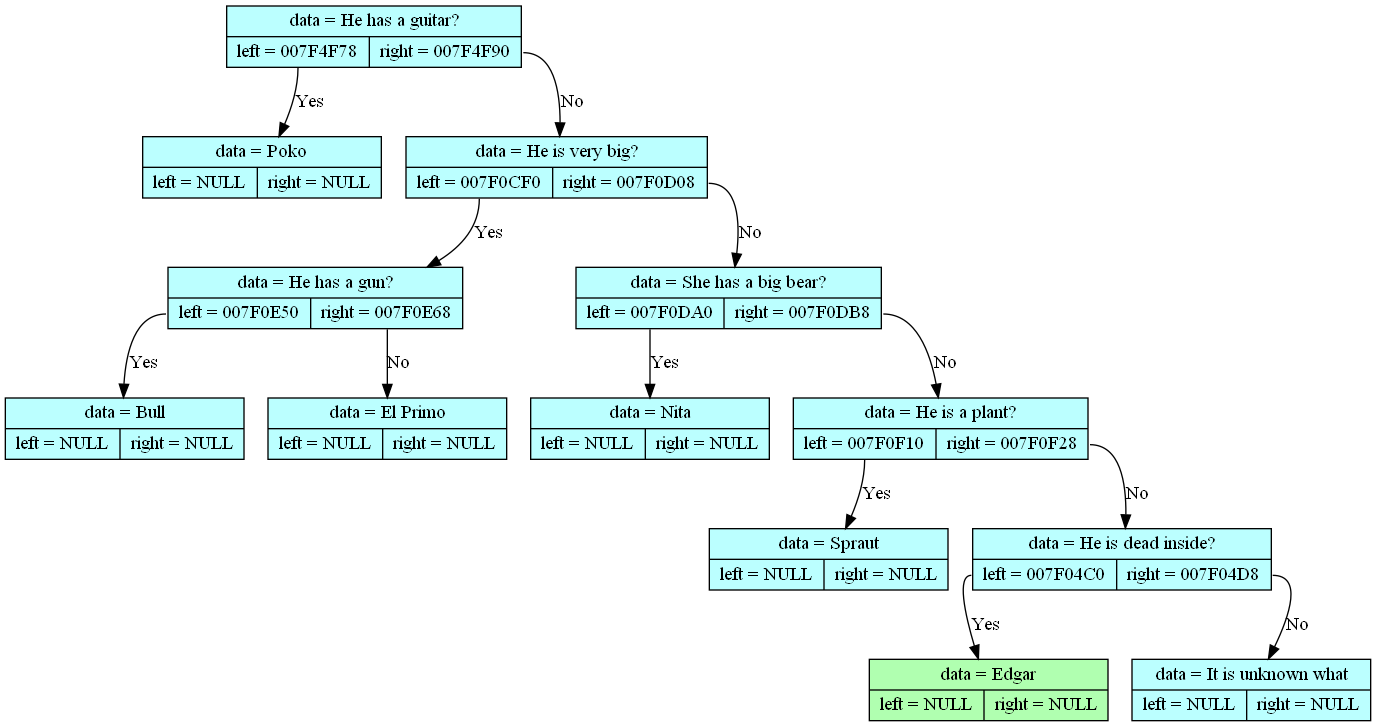 data = He has a guitar?
left = 007F4F78 right = 007F4F90
Yes
No
data = Poko
left = NULL right = NULL
data = He is very big?
left = 007F0CF0 right = 007F0D08
Yes
No
data = He has a gun?
left = 007F0E50 right = 007F0E68
data = She has a big bear?
left = 007F0DA0 right = 007F0DB8
Yes
No
Yes
No
data = Bull
left = NULL right = NULL
data = El Primo
left = NULL right = NULL
data = Nita
left = NULL right = NULL
data = He is a plant?
left = 007F0F10 right = 007F0F28
Yes
No
data = Spraut
left = NULL right = NULL
data = He is dead inside?
left = 007F04C0 right = 007F04D8
Yes
No
data = Edgar
left = NULL right = NULL
data = It is unknown what
left = NULL right = NULL